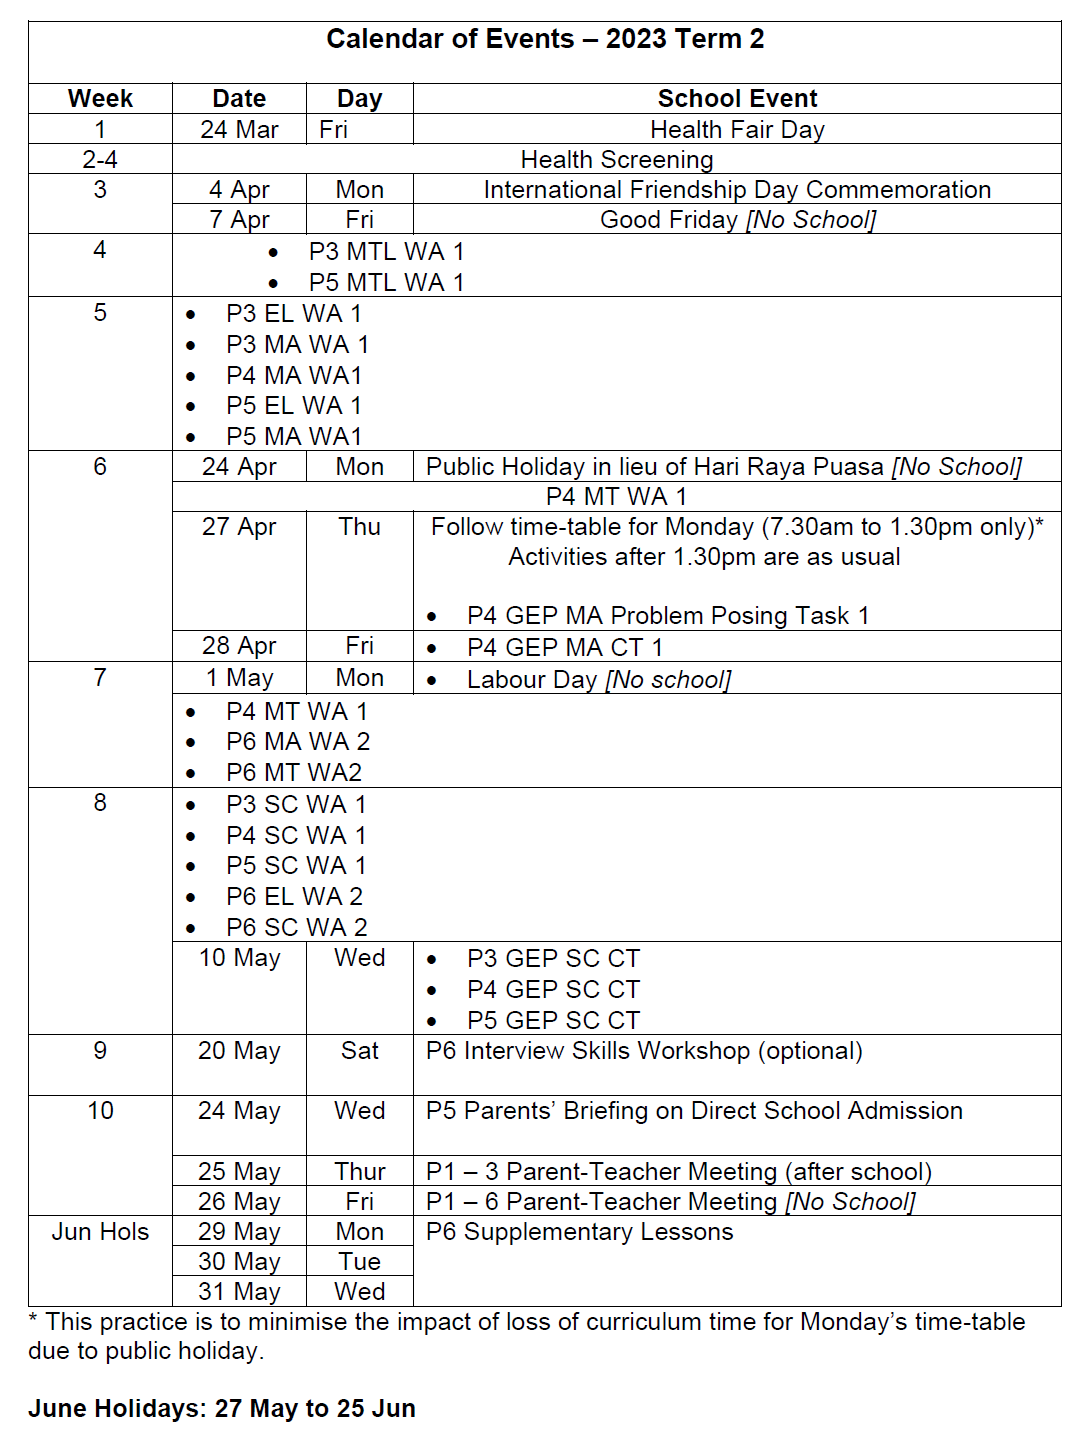 Calendar of Events – 2023 Term 2
Week Date Day School Event
1 24 Mar Fri Health Fair Day
2-4 Health Screening
3 4 Apr Mon International Friendship Day Commemoration
7 Apr Fri Good Friday [No School]
4 • P3 MTL WA 1
• P5 MTL WA 1
5 • P3 EL WA 1
• P3 MA WA 1
• P4 MA WA1
• P5 EL WA 1
• P5 MA WA1
6 24 Apr Mon Public Holiday in lieu of Hari Raya Puasa [No School]
P4 MT WA 1
27 Apr Thu Follow time-table for Monday (7.30am to 1.30pm only)*
Activities after 1.30pm are as usual
• P4 GEP MA Problem Posing Task 1
28 Apr Fri • P4 GEP MA CT 1
7 1 May Mon • Labour Day [No school]
• P4 MT WA 1
• P6 MA WA 2
• P6 MT WA2
8 • P3 SC WA 1
• P4 SC WA 1
• P5 SC WA 1
• P6 EL WA 2
• P6 SC WA 2
10 May Wed • P3 GEP SC CT
• P4 GEP SC CT
• P5 GEP SC CT
9 20 May Sat P6 Interview Skills Workshop (optional)
10 24 May Wed P5 Parents’ Briefing on Direct School Admission
25 May Thur P1 – 3 Parent-Teacher Meeting (after school)
26 May Fri P1 – 6 Parent-Teacher Meeting [No School]
Jun Hols 29 May Mon P6 Supplementary Lessons
30 May Tue
31 May Wed
* This practice is to minimise the impact of loss of curriculum time for Monday’s time-table
due to public holiday.
June Holidays: 27 May to 25 Jun